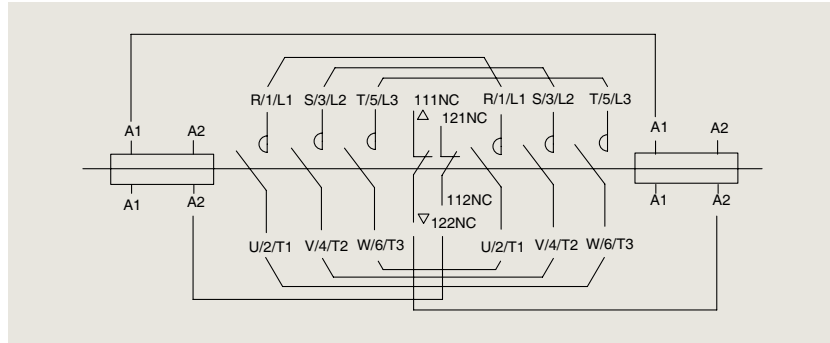 R/1/L1 S/3/L2 T/5/L3 111NC R/1/L1 S/3/L2 T/5/L3
121NC
A1 A2 A1 A2
A1 A2 A1 A2
112NC
122NC
U/2/T1 V/4/T2 W/6/T3 U/2/T1 V/4/T2 W/6/T3